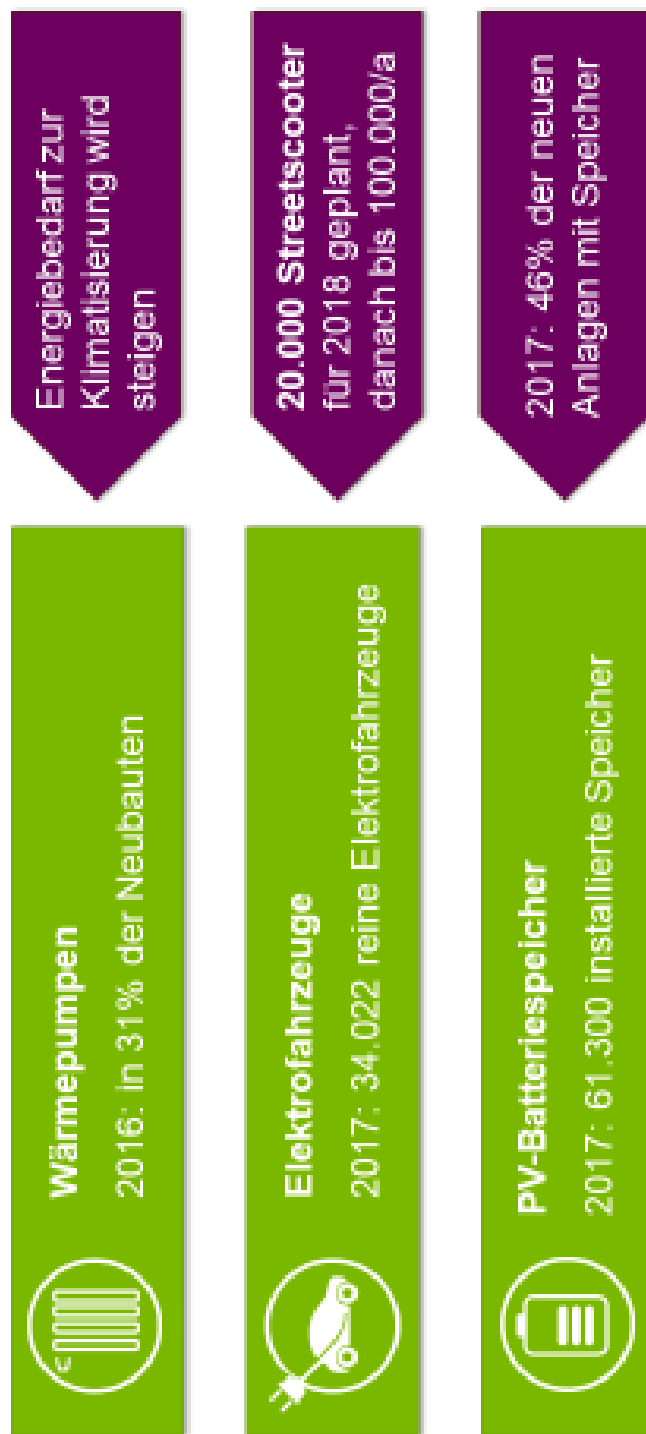 Wärmepumpen
2016: in 31% der Neubauten
Energiebedarf zur
Klimatisierung wird
steigen
Elektrofahrzeuge
2017: 34.022 reine Elektrofahrzeuge
20.000 Streetscooter
für 2018 geplant,
danach bis 100.000/a
PV-Batteriespeicher
2017: 61.300 installierte Speicher
2017: 46% der neuen
Anlagen mit Speicher